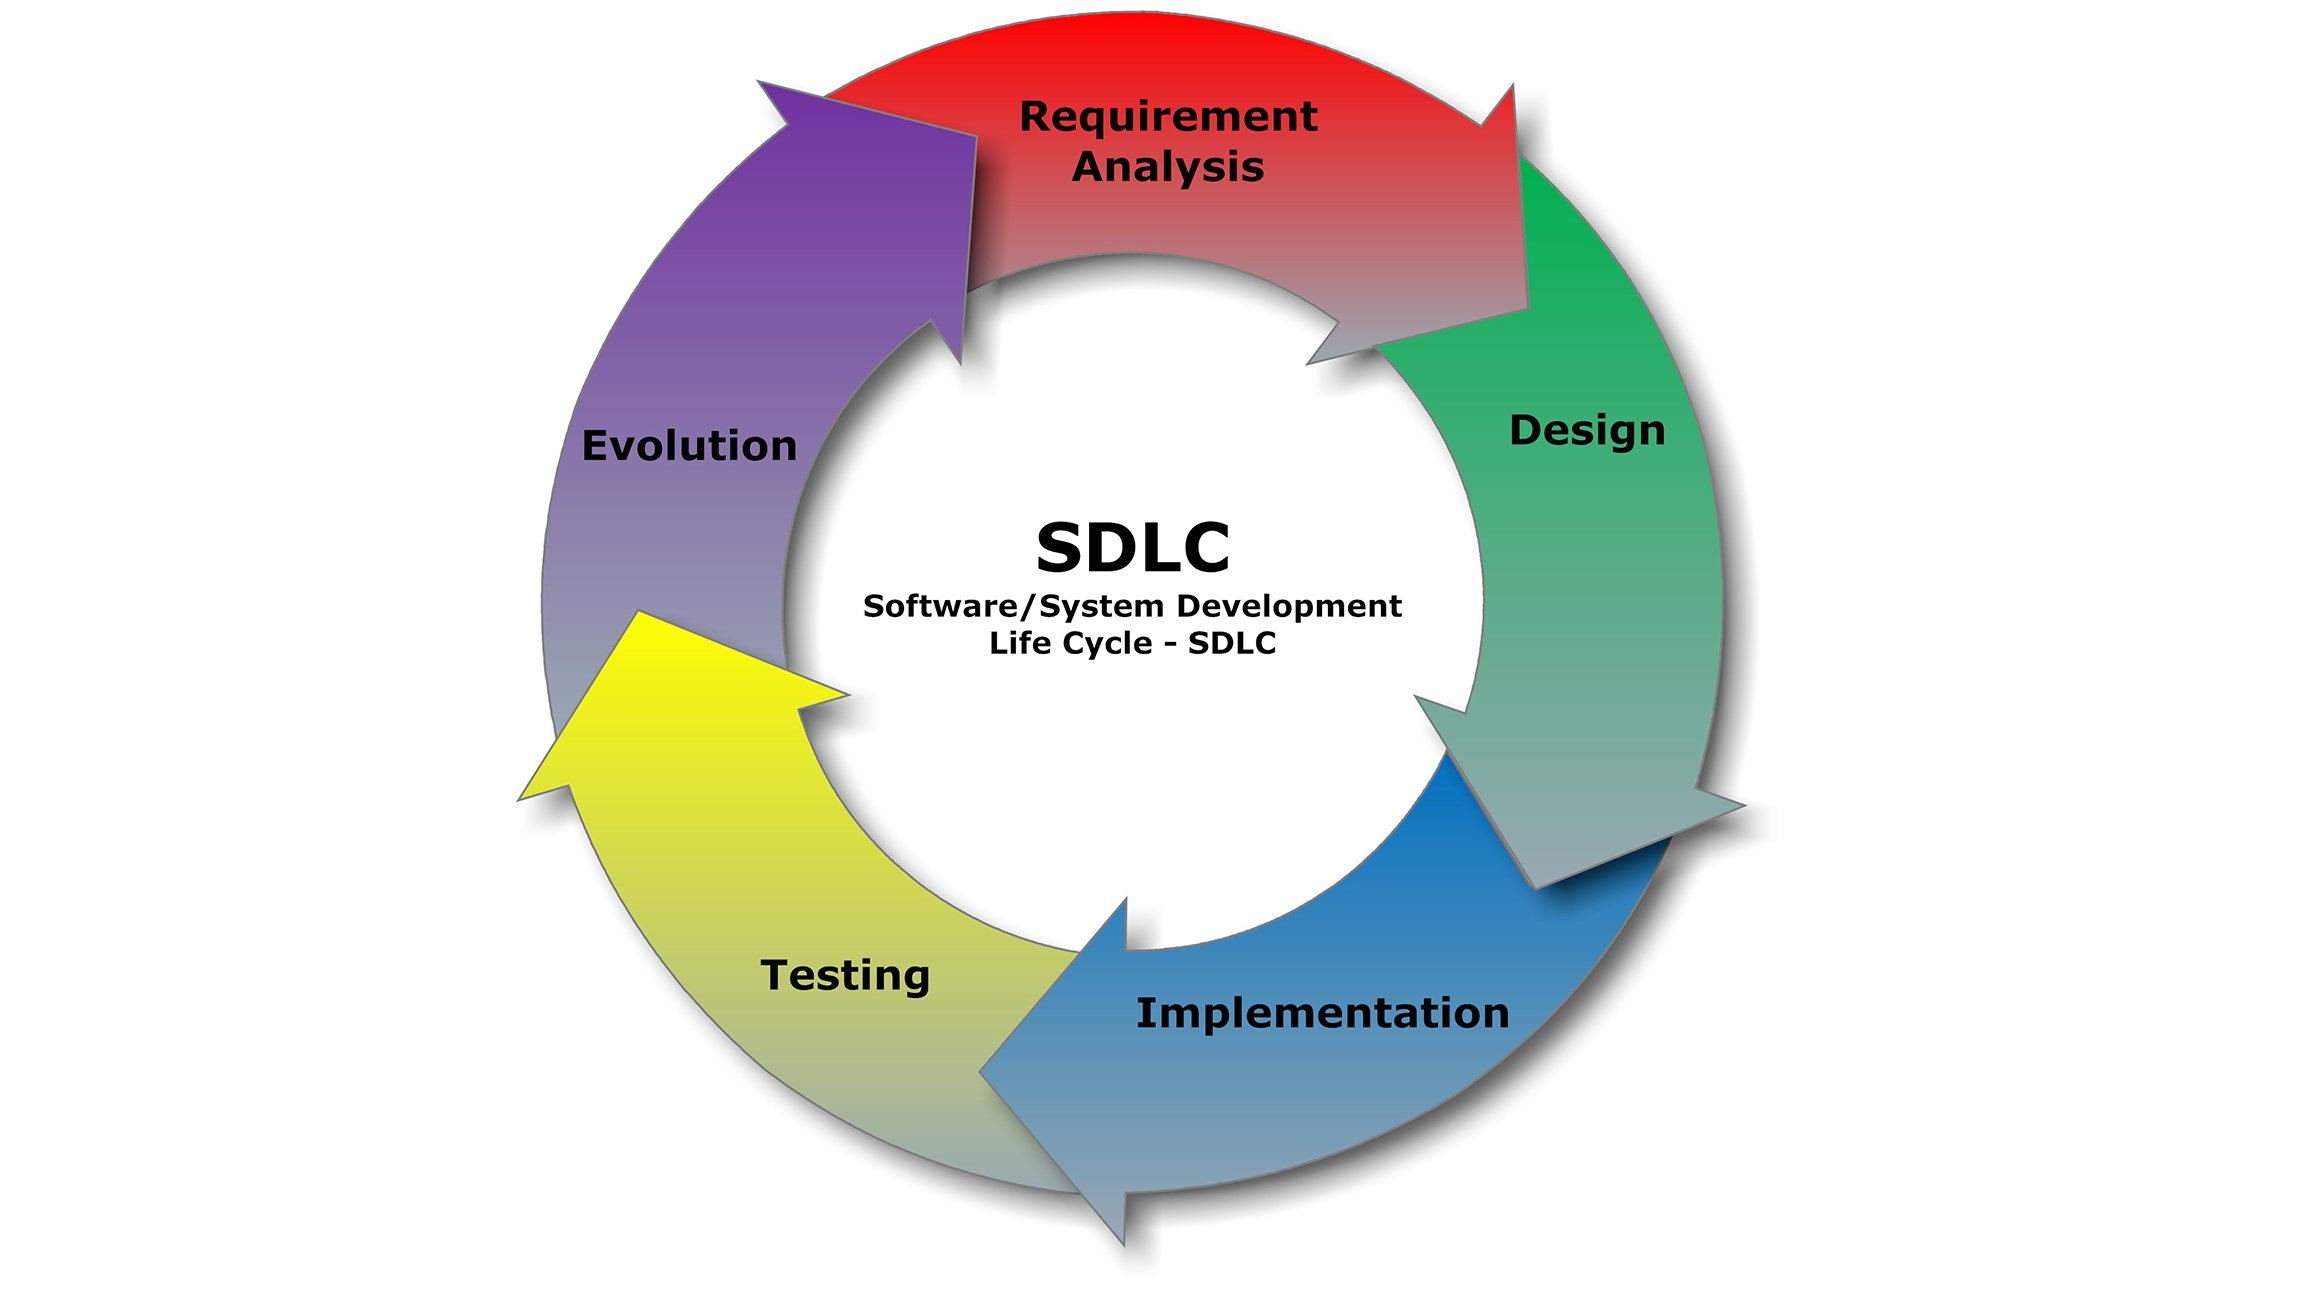 Requirement
Analysis
Design
Implementation
Testing
Evolution
SDLC
Software/System Development
Life Cycle - SDLC